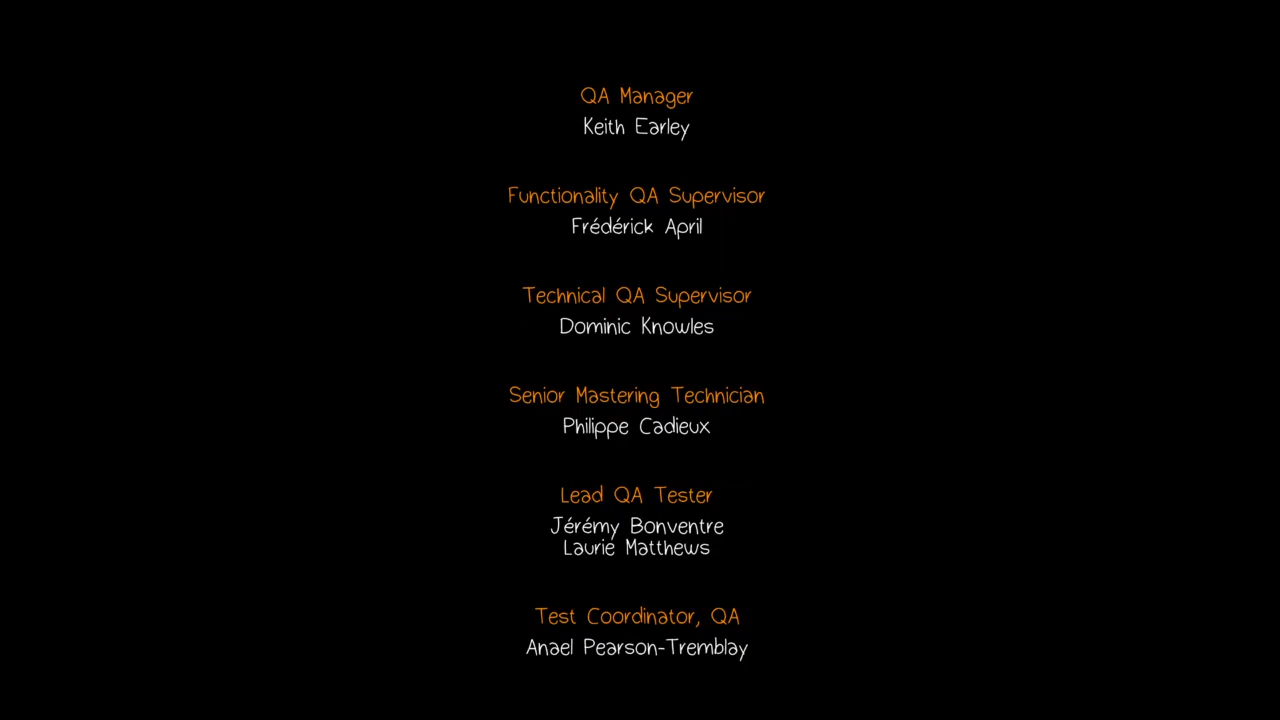 QA Manager
Keith Earley
Functionality QA Supervisor
Frédérick April
Technical QA Supervisor
Dominic Knowles
Senior Mastering Technician
Philippe Cadieux
Lead QA Tester
Jérémy Bonventre
Laurie Matthews
Test Coordinator, QA
Anael Pearson-Tremblay